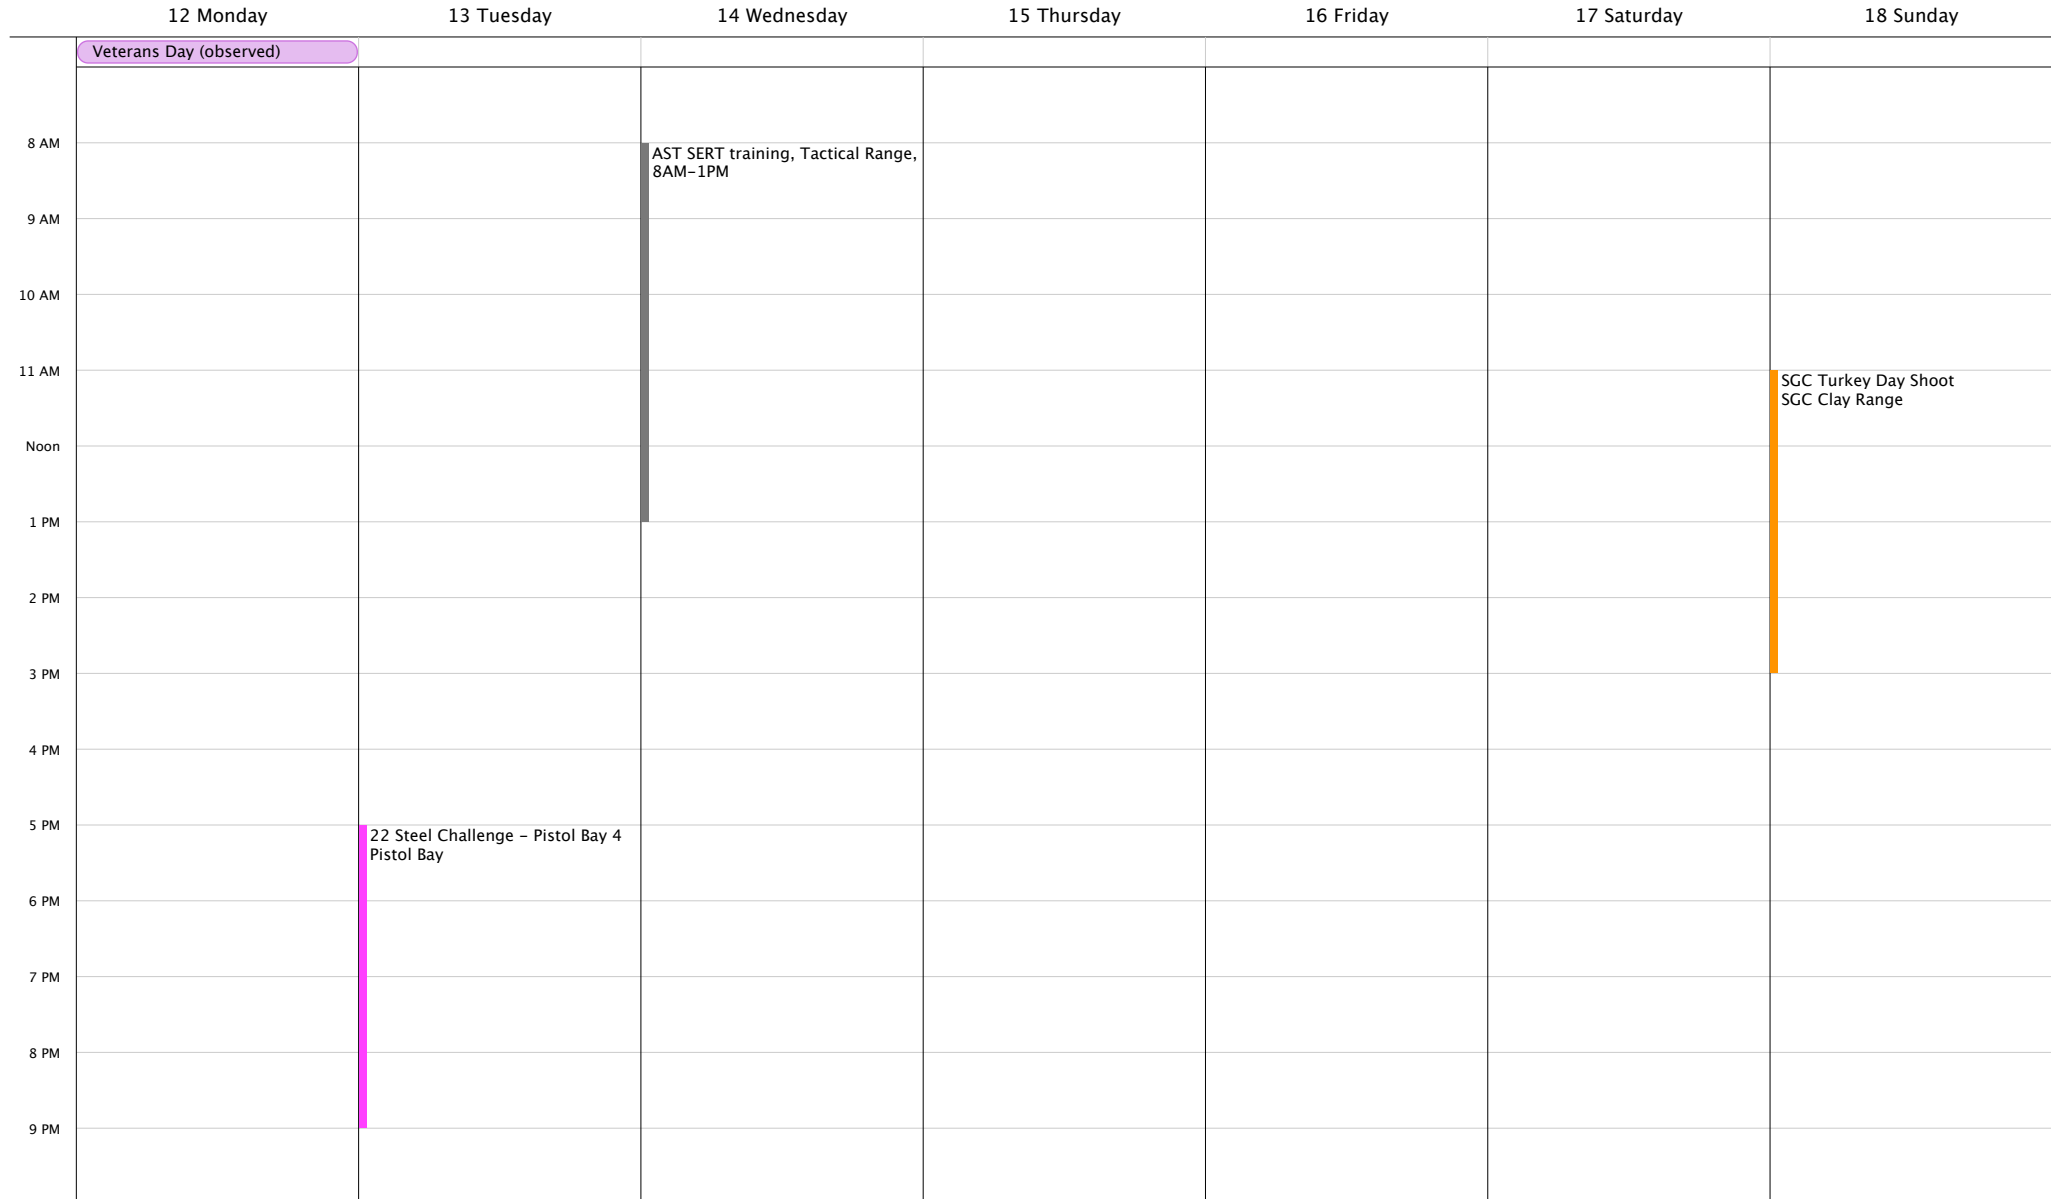 12 Monday
13 Tuesday
14 Wednesday
15 Thursday
16 Friday
17 Saturday
18 Sunday
Veterans Day (observed)
8 AM
AST SERT training, Tactical Range,
8AM-1PM
9 AM
10 AM
11 AM
SGC Turkey Day Shoot
SGC Clay Range
Noon
1 PM
2 PM
3 PM
4 PM
5 PM
22 Steel Challenge - Pistol Bay 4
Pistol Bay
6 PM
7 PM
8 PM
9 PM